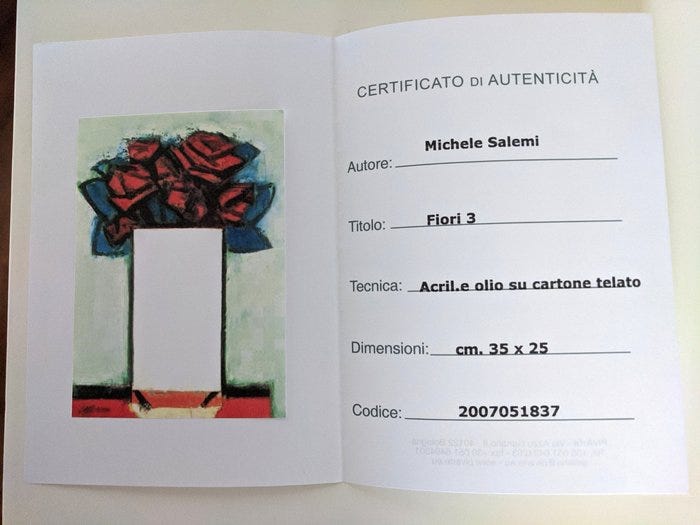 CERTIFICATO DI AUTENTICITÀ
Autore: Michele Salemi
Titolo: Fiori 3
Tecnica: Acril.e olio su cartone telato
Dimensioni: cm. 35 x 25
Codice: 2007051837